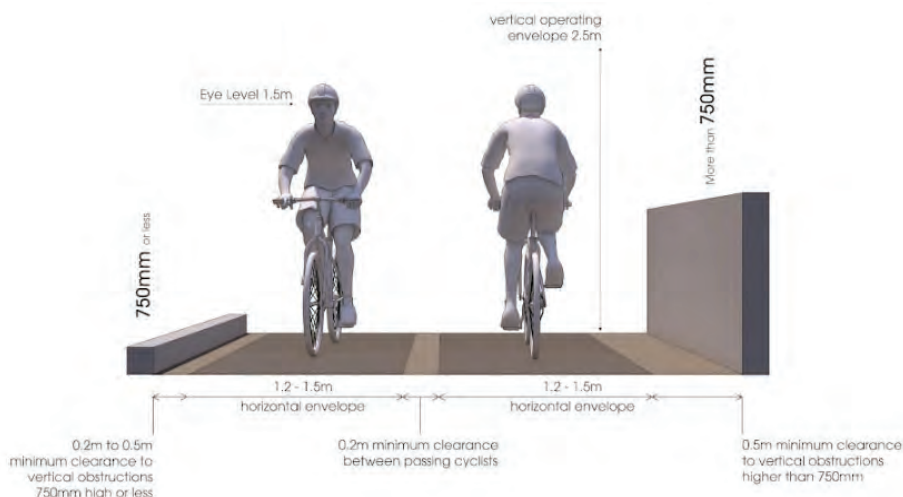 vertical operating
envelope 2.5m
Eye Level 1.5m
More than 750mm
750mm or less
1.2 - 1.5m
horizontal envelope
1.2 - 1.5m
horizontal envelope
0.2m to 0.5m
minimum clearance to
vertical obstructions
750mm high or less
0.2m minimum clearance
between passing cyclists
0.5m minimum clearance
to vertical obstructions
higher than 750mm